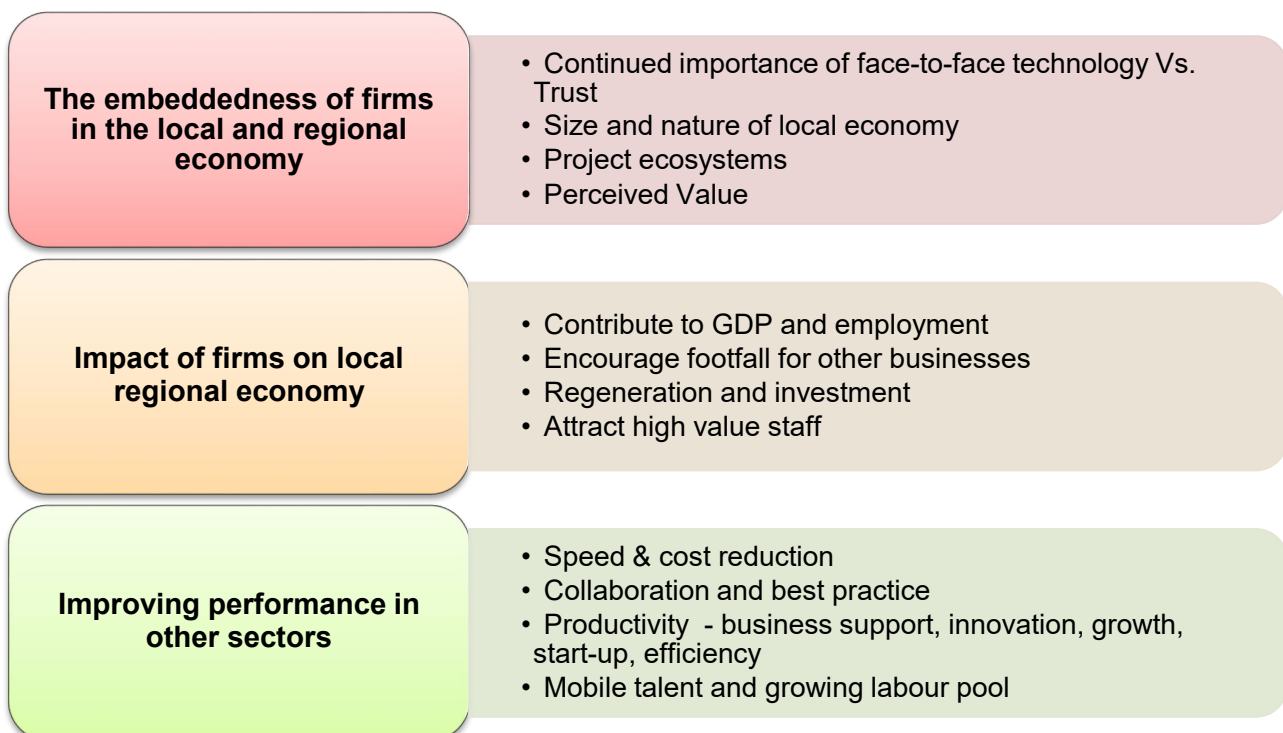 The embeddedness of firms
in the local and regional
economy
• Continued importance of face-to-face technology Vs.
Trust
• Size and nature of local economy
• Project ecosystems
• Perceived Value
Impact of firms on local
regional economy
• Contribute to GDP and employment
• Encourage footfall for other businesses
• Regeneration and investment
• Attract high value staff
Improving performance in
other sectors
• Speed & cost reduction
• Collaboration and best practice
• Productivity - business support, innovation, growth,
start-up, efficiency
• Mobile talent and growing labour pool